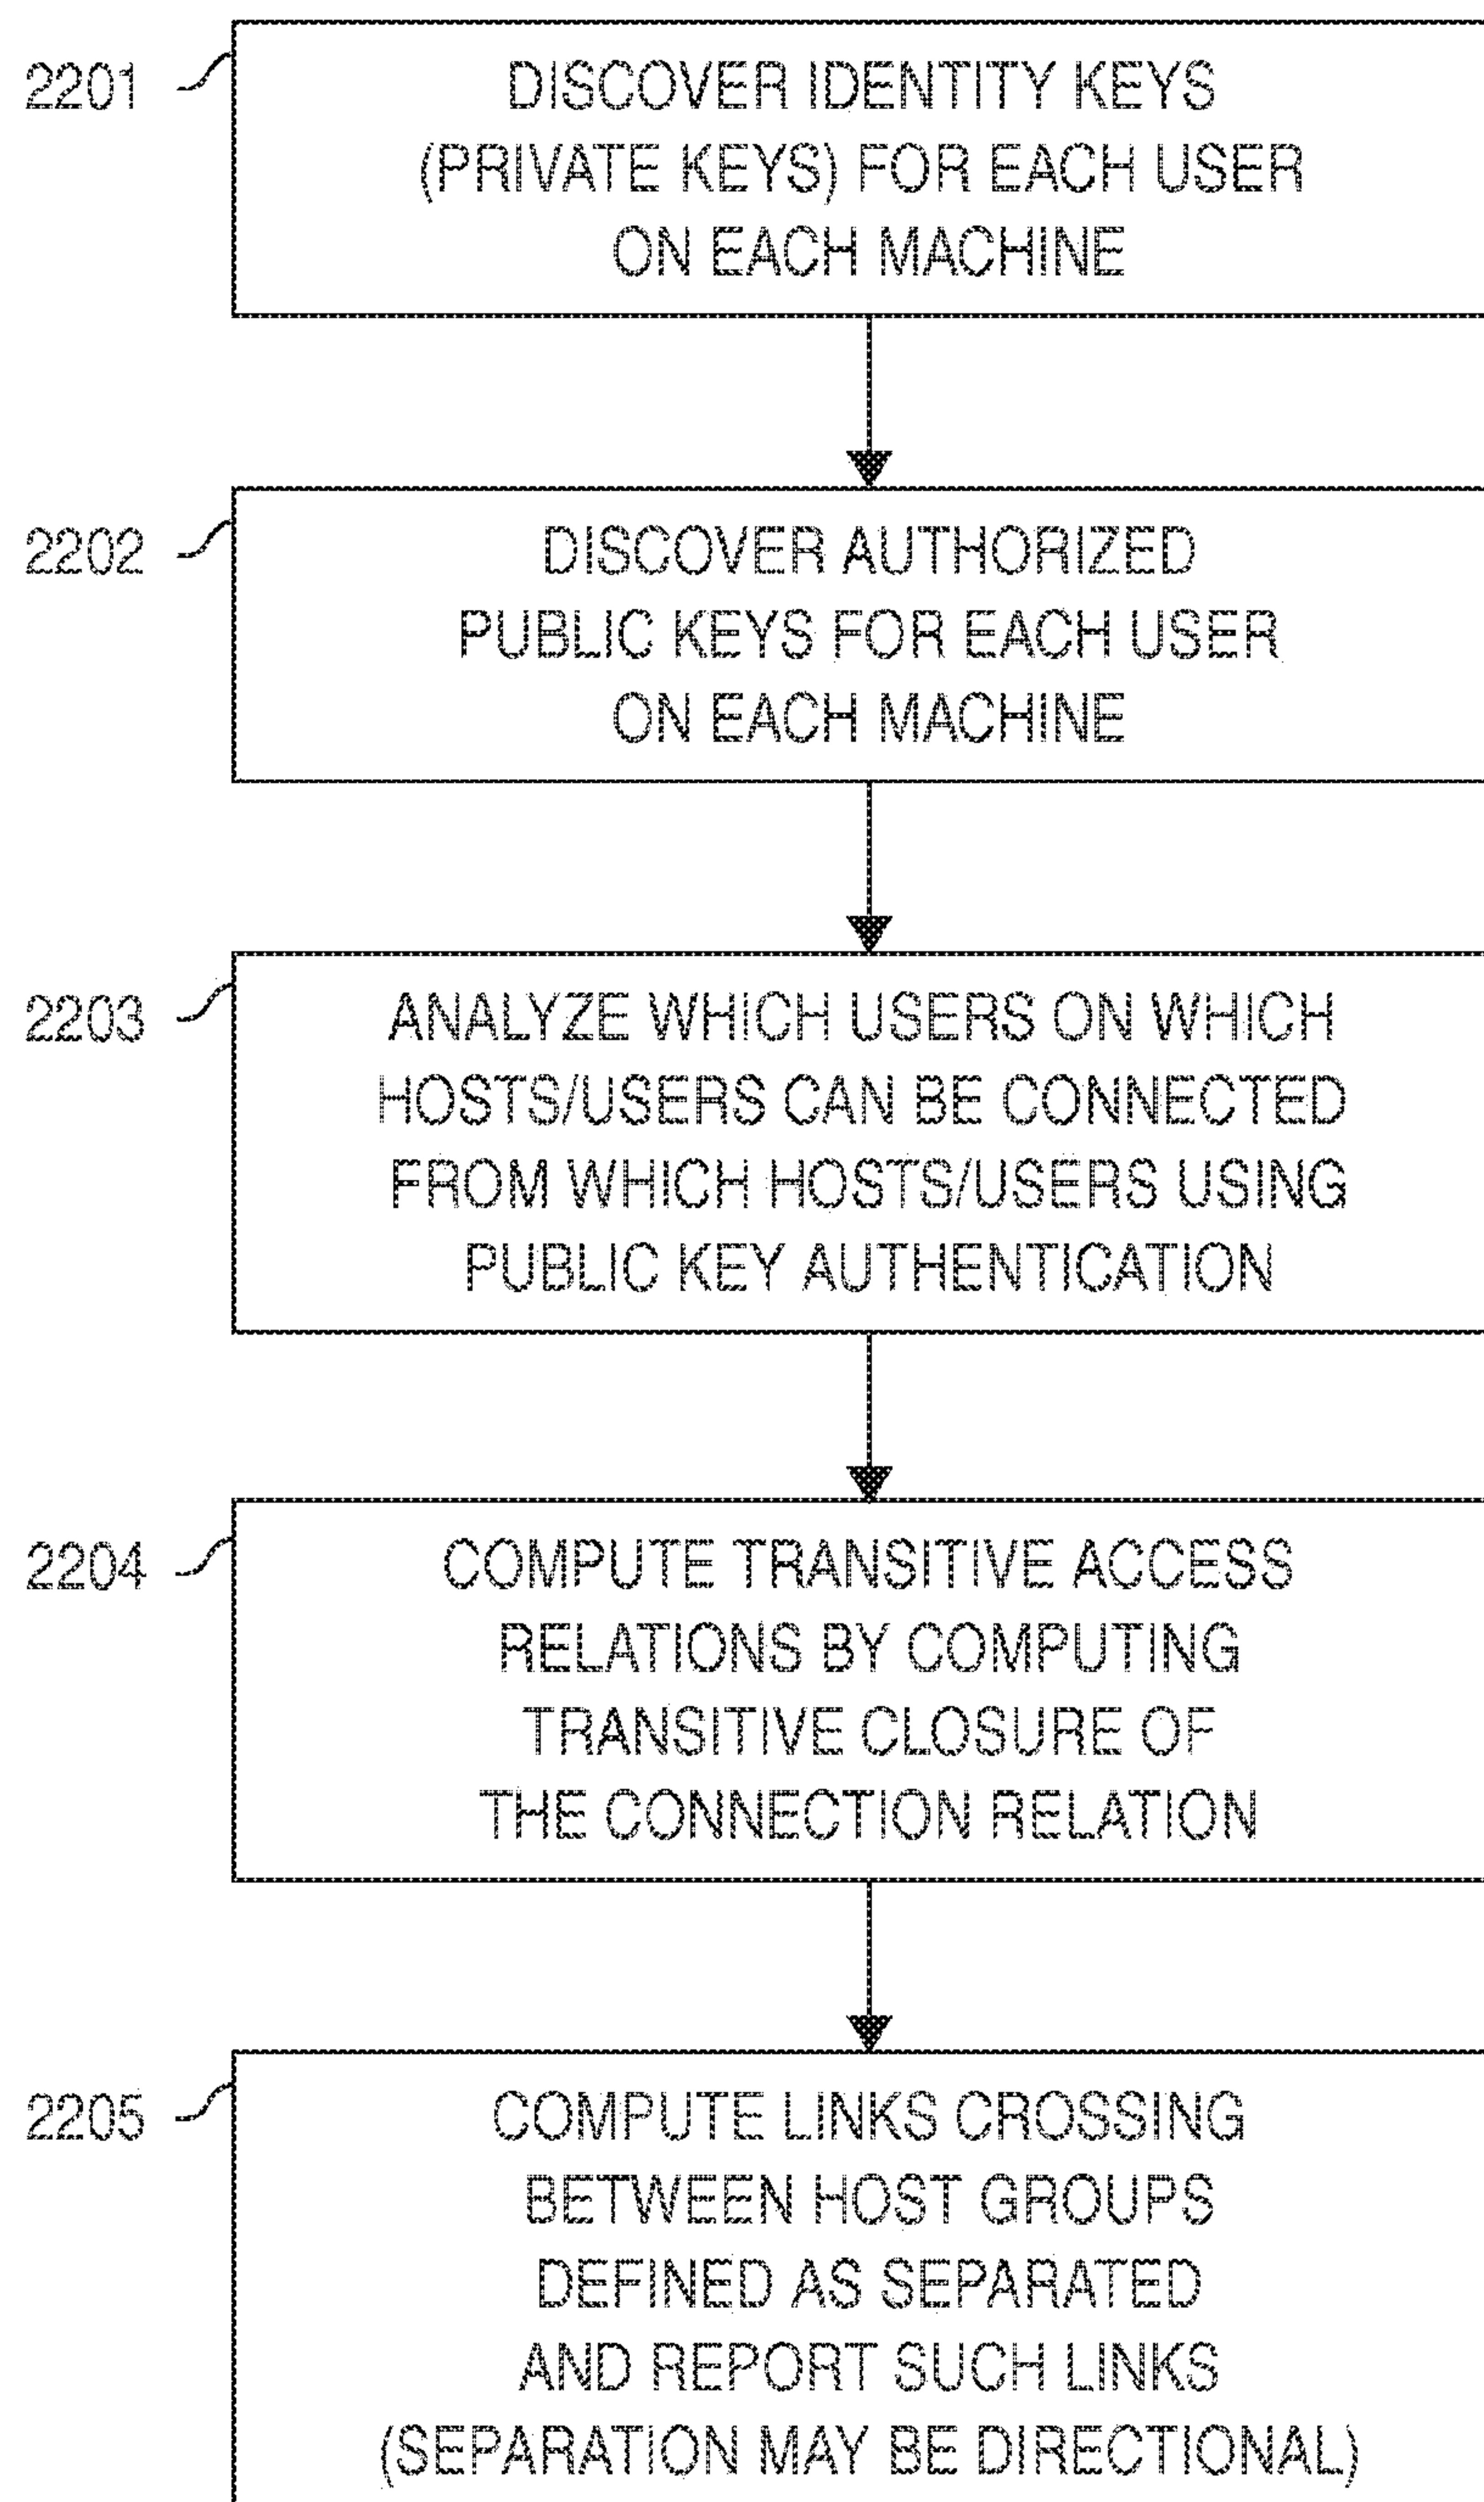 2201
DISCOVER IDENTITY KEYS
(PRIVATE KEYS) FOR EACH USER
ON EACH MACHINE
2202
DISCOVER AUTHORIZED
PUBLIC KEYS FOR EACH USER
ON EACH MACHINE
2203
ANALYZE WHICH USERS ON WHICH
HOSTS/USERS CAN BE CONNECTED
FROM WHICH HOSTS/USERS USING
PUBLIC KEY AUTHENTICATION
2204
COMPUTE TRANSITIVE ACCESS
RELATIONS BY COMPUTING
TRANSITIVE CLOSURE OF
THE CONNECTION RELATION
2205
COMPUTE LINKS CROSSING
BETWEEN HOST GROUPS
DEFINED AS SEPARATED
AND REPORT SUCH LINKS
(SEPARATION MAY BE DIRECTIONAL)